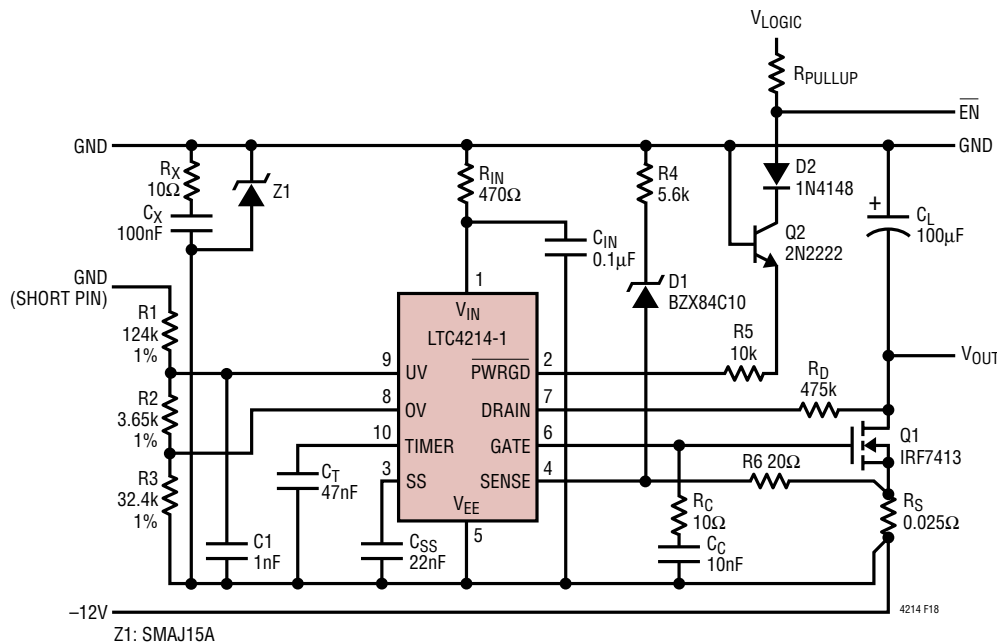 VLOGIC
RPULLUP
EN
GND
GND
RX
10Ω
CX
100nF
Z1
RIN
470Ω
CIN
0.1µF
R4
5.6k
D2
1N4148
Q2
2N2222
+
CL
100µF
GND
(SHORT PIN)
R1
124k
1%
R2
3.65k
1%
R3
32.4k
1%
C1
1nF
CT
47nF
CSS
22nF
1
VIN
LTC4214-1
9
UV
8
OV
10
TIMER
3
SS
VEE
5
PWRGD
2
DRAIN
7
GATE
6
SENSE
4
D1
BZX84C10
R5
10k
RD
475k
VOUT
Q1
IRF7413
R6 20Ω
RS
0.025Ω
RC
10Ω
CC
10nF
–12V
4214 F18
Z1: SMAJ15A